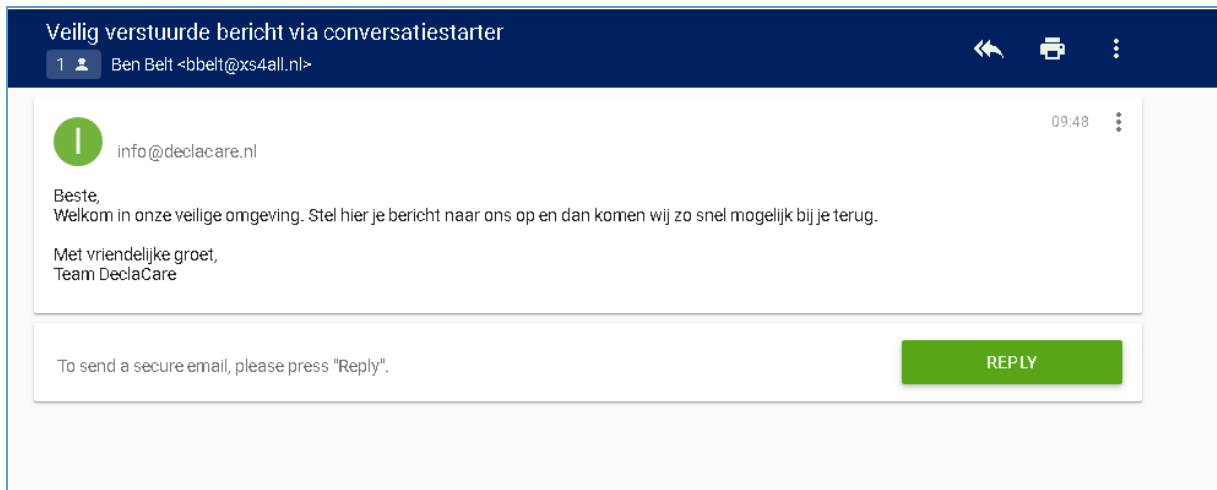 Veilig verstuurde bericht via conversatiestarter
1 Ben Belt <bbelt@xs4all.nl>
I
info@declacare.nl
09:48
Beste,
Welkom in onze veilige omgeving. Stel hier je bericht naar ons op en dan komen wij zo snel mogelijk bij je terug.
Met vriendelijke groet,
Team DeclaCare
To send a secure email, please press "Reply".
REPLY